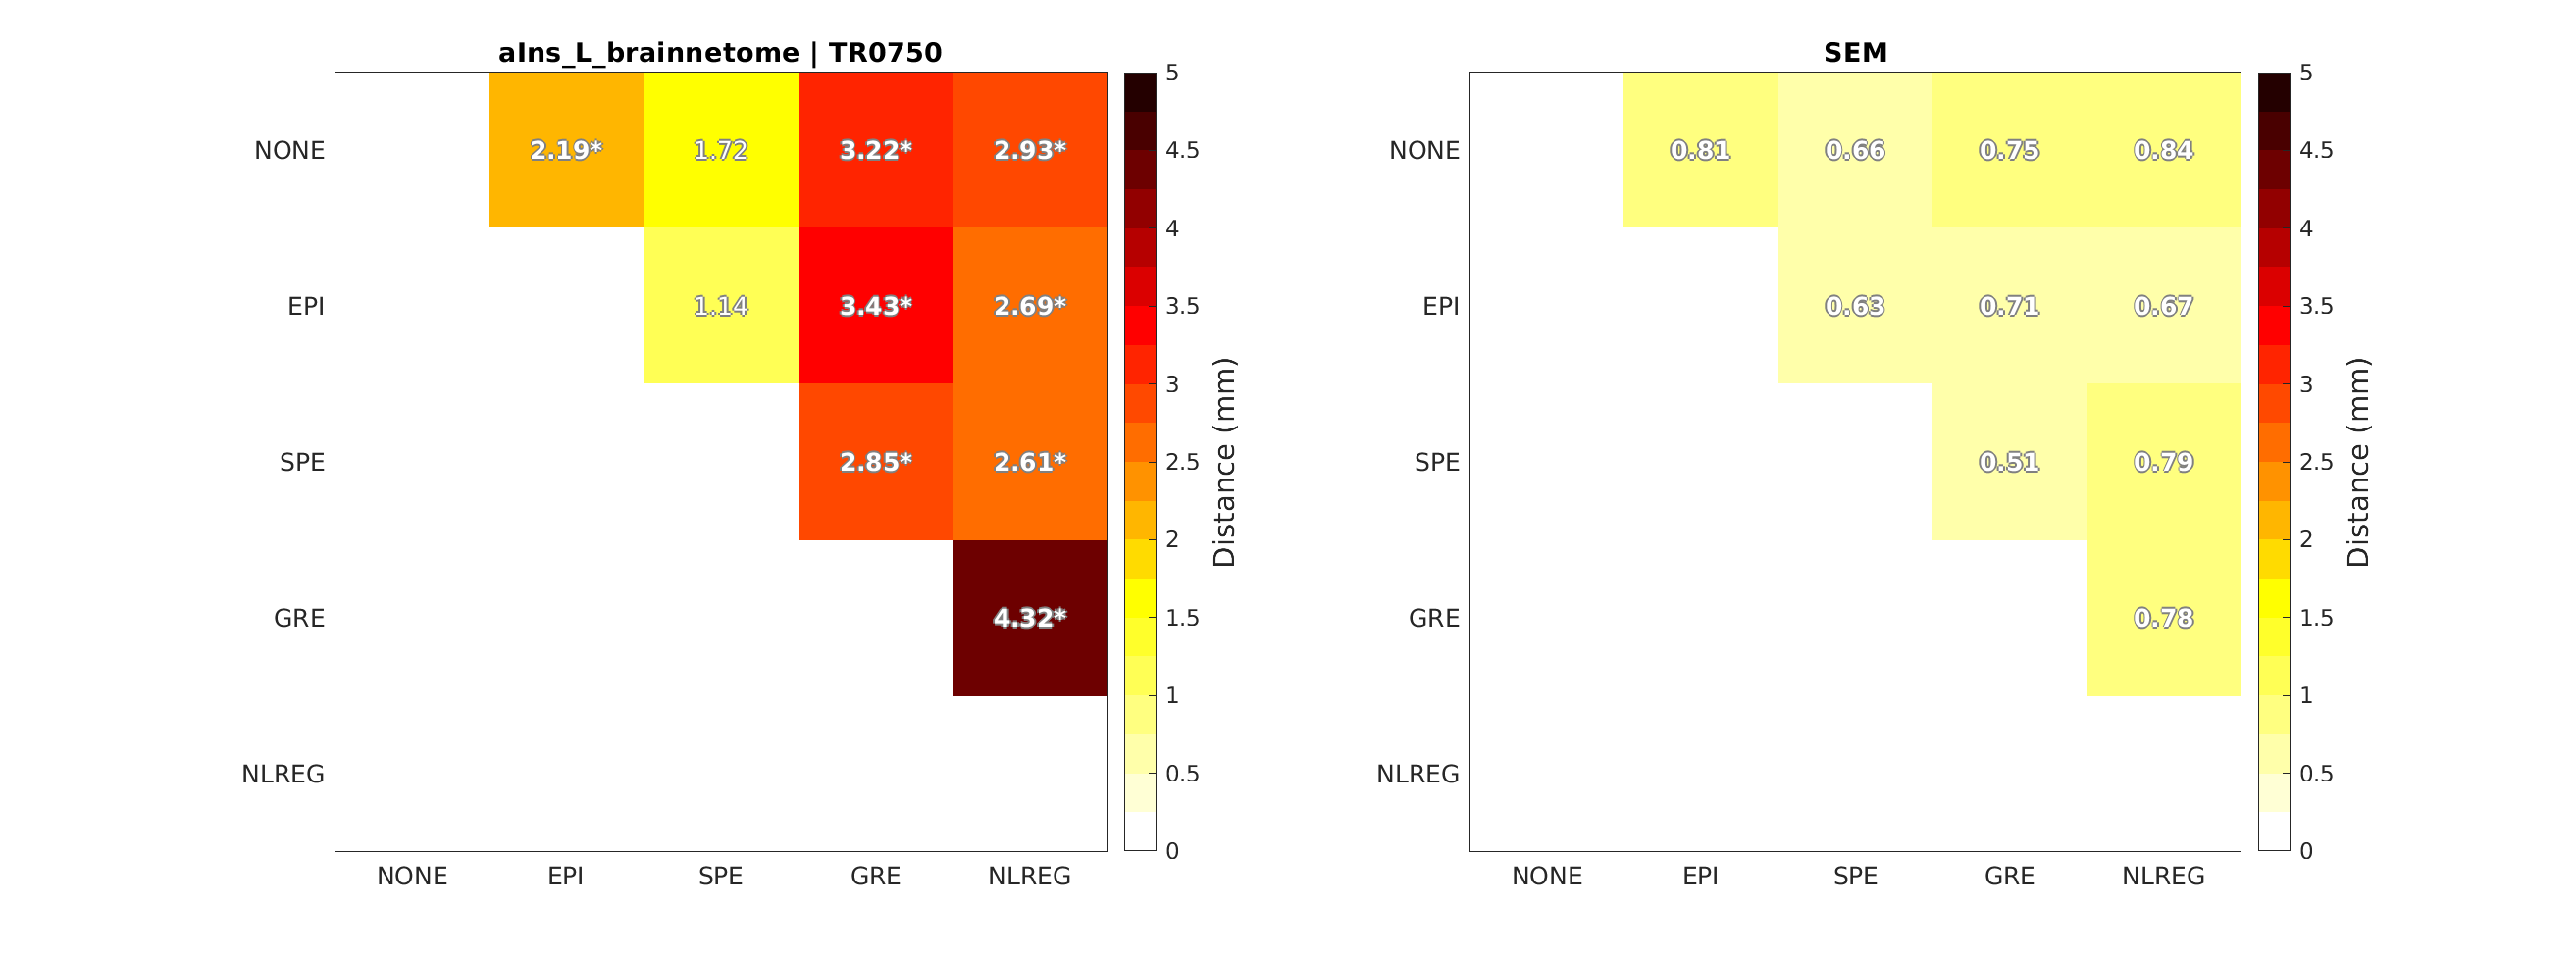 aIns_L_brainnetome | TR0750
NONE 2.19* 1.72 3.22* 2.93*
EPI 1.14 3.43* 2.69*
SPE 2.85* 2.61*
GRE 4.32*
NLREG
NONE EPI SPE GRE NLREG
5
4.5
4
3.5
3
2.5
2
1.5
1
0.5
0
Distance (mm)
SEM
NONE 0.81 0.66 0.75 0.84
EPI 0.63 0.71 0.67
SPE 0.51 0.79
GRE 0.78
NLREG
NONE EPI SPE GRE NLREG
5
4.5
4
3.5
3
2.5
2
1.5
1
0.5
0
Distance (mm)